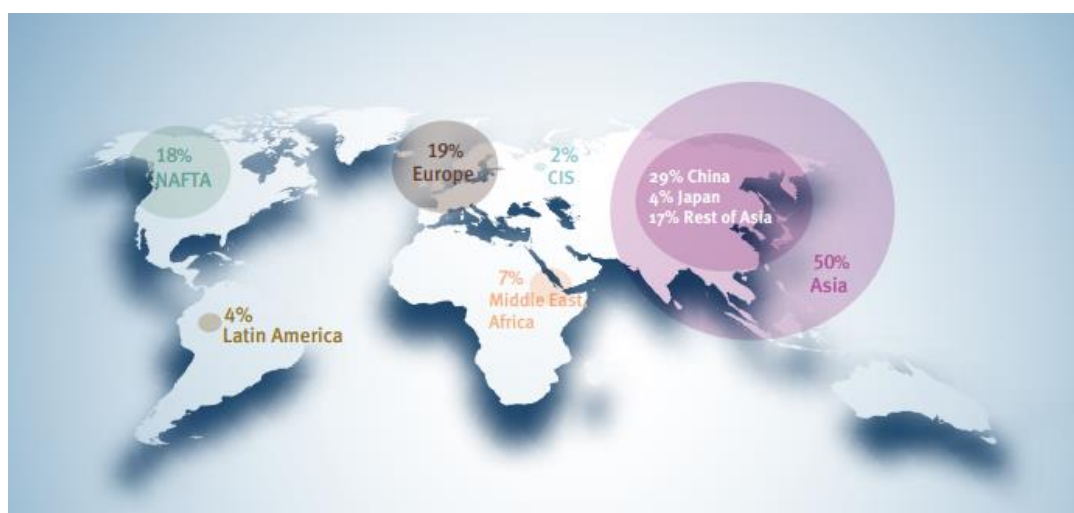 18%
NAFTA
19%
Europe
2%
CIS
29% China
4% Japan
17% Rest of Asia
50%
Asia
7%
Middle East
Africa
4%
Latin America